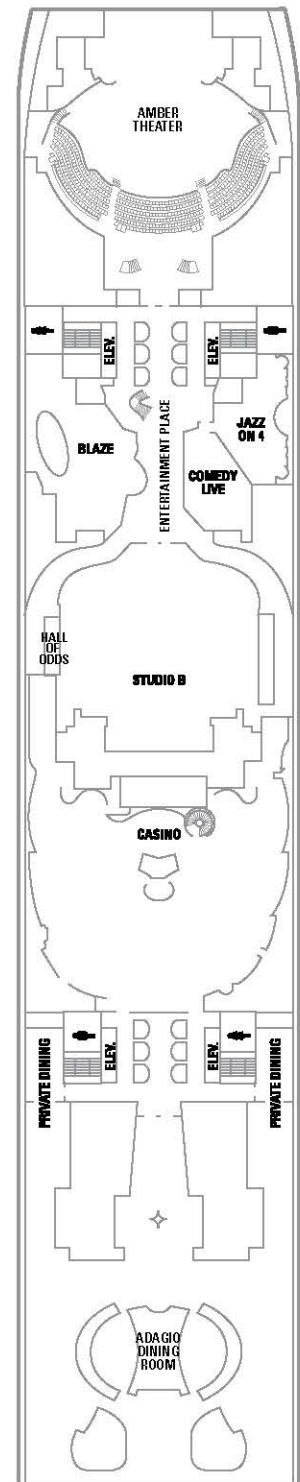 AMBER
THEATER
ELEV.
ELEV.
BLAZE
ENTERTAINMENT PLACE
JAZZ
ON 4
COMEDY
LIVE
HALL
OF
ODDS
STUDIO B
CASINO
PRIVATE DINING
ELEV.
ELEV.
PRIVATE DINING
ADAGIO
DINING
ROOM